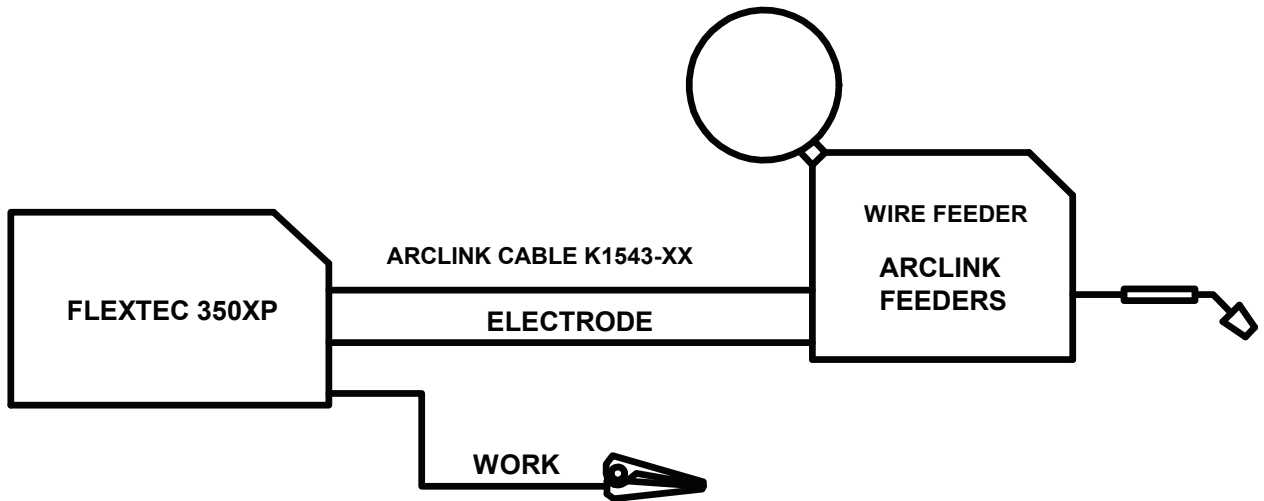 WIRE FEEDER
ARCLINK
FEEDERS
ARCLINK CABLE K1543-XX
FLEXTEC 350XP
ELECTRODE
WORK